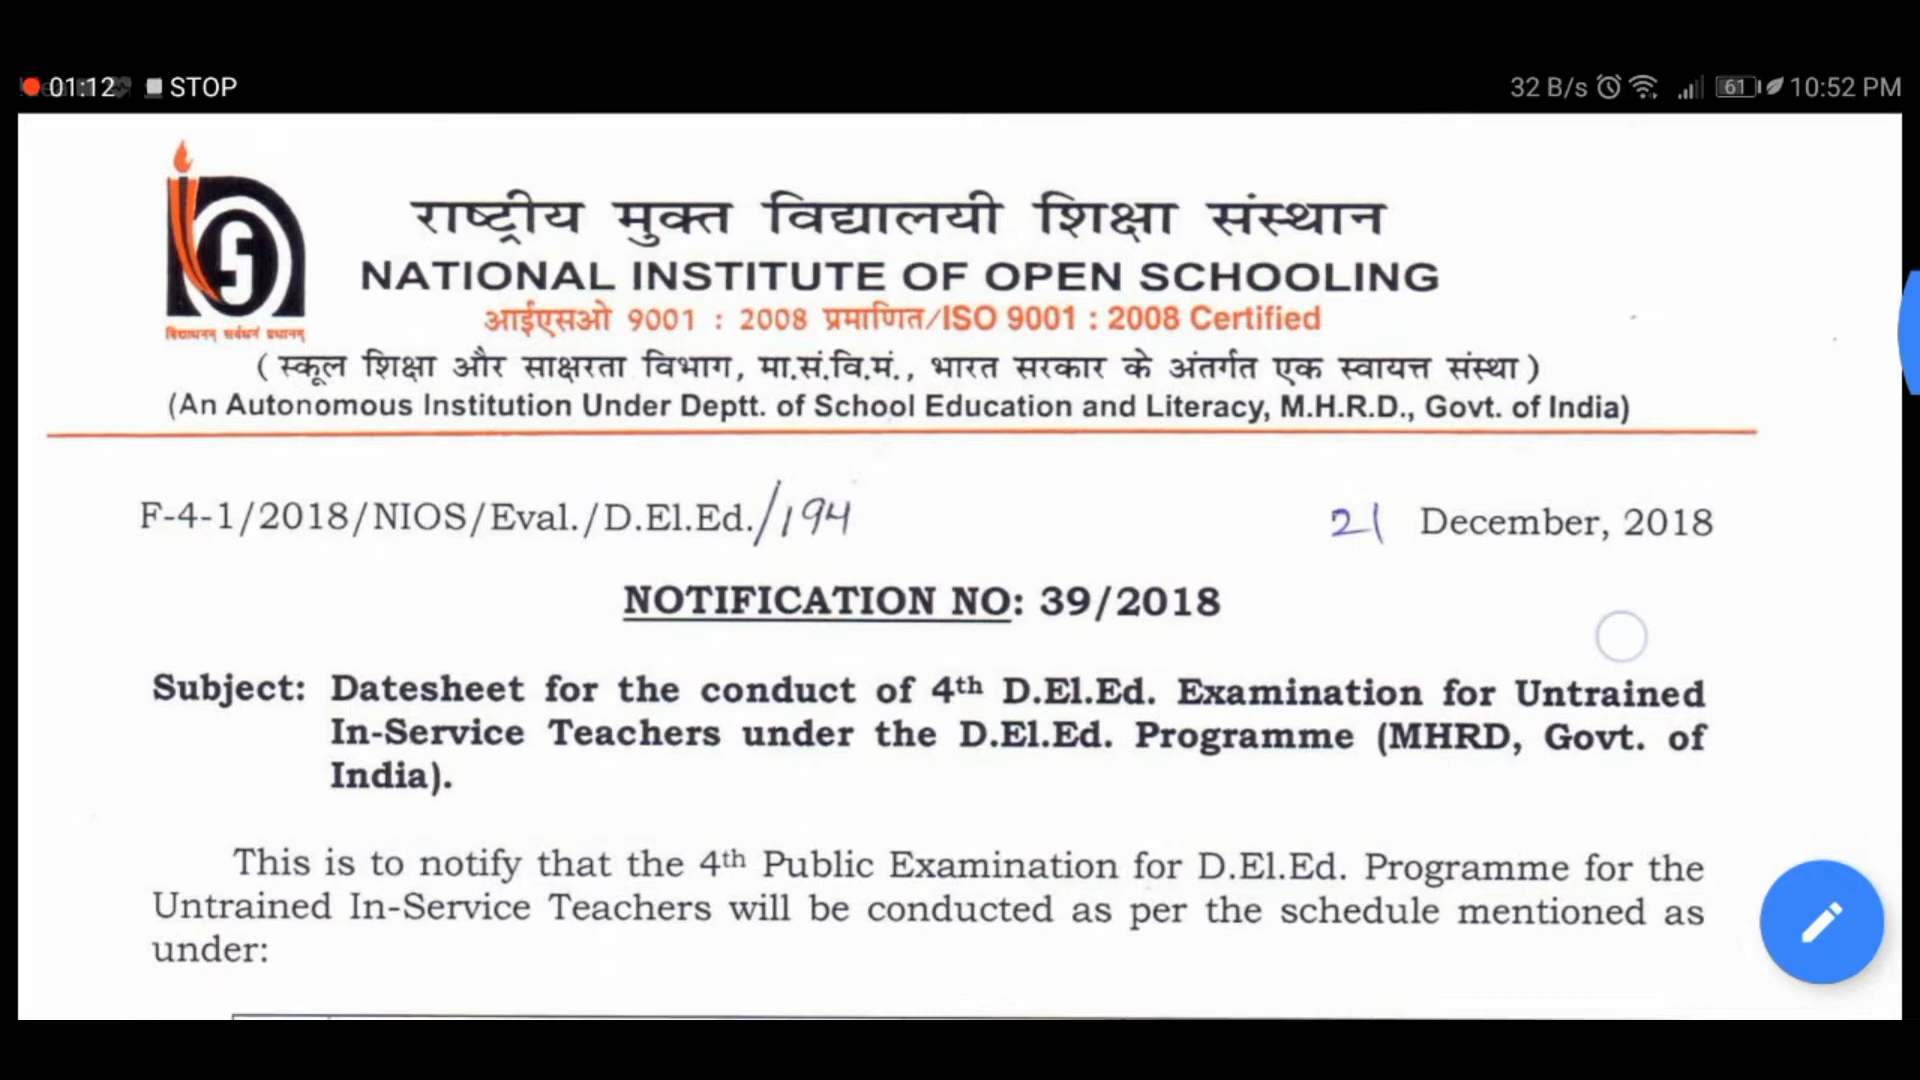 01:12 STOP 32 B/s 61 10:52 PM
राष्ट्रीय मुक्त विद्यालयी शिक्षा संस्थान
NATIONAL INSTITUTE OF OPEN SCHOOLING
आईएसओ 9001 : 2008 प्रमाणित/ISO 9001 : 2008 Certified
विद्याधनम् सर्वधनं प्रधानम्
( स्कूल शिक्षा और साक्षरता विभाग, मा.सं.वि.मं., भारत सरकार के अंतर्गत एक स्वायत्त संस्था )
(An Autonomous Institution Under Deptt. of School Education and Literacy, M.H.R.D., Govt. of India)
F-4-1/2018/NIOS/Eval./D.El.Ed./194 21 December, 2018
NOTIFICATION NO: 39/2018
Subject: Datesheet for the conduct of 4th D.El.Ed. Examination for Untrained
In-Service Teachers under the D.El.Ed. Programme (MHRD, Govt. of
India).
This is to notify that the 4th Public Examination for D.El.Ed. Programme for the
Untrained In-Service Teachers will be conducted as per the schedule mentioned as
under: